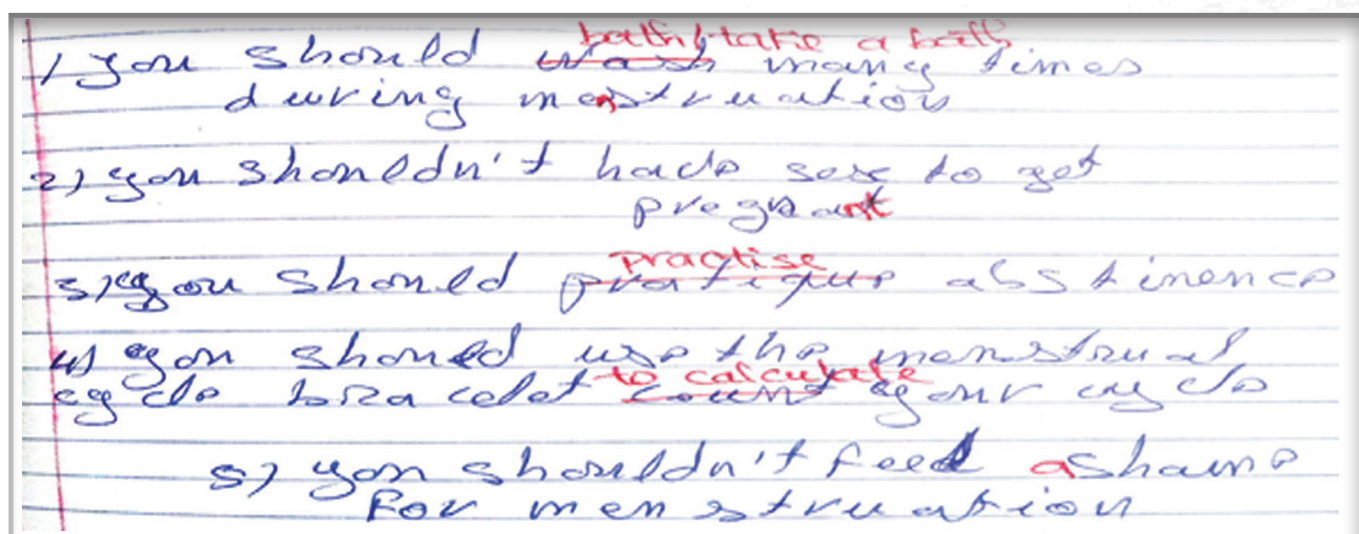 bath/take a bath
1) you should wash many times
during menstruation
2) you shouldn't have sex to get
pregnant
practise
3) you should pratique abstinence
4) you should use the menstrual
to calculate
cycle bracelet count your cycle
5) you shouldn't feel ashame
for menstruation